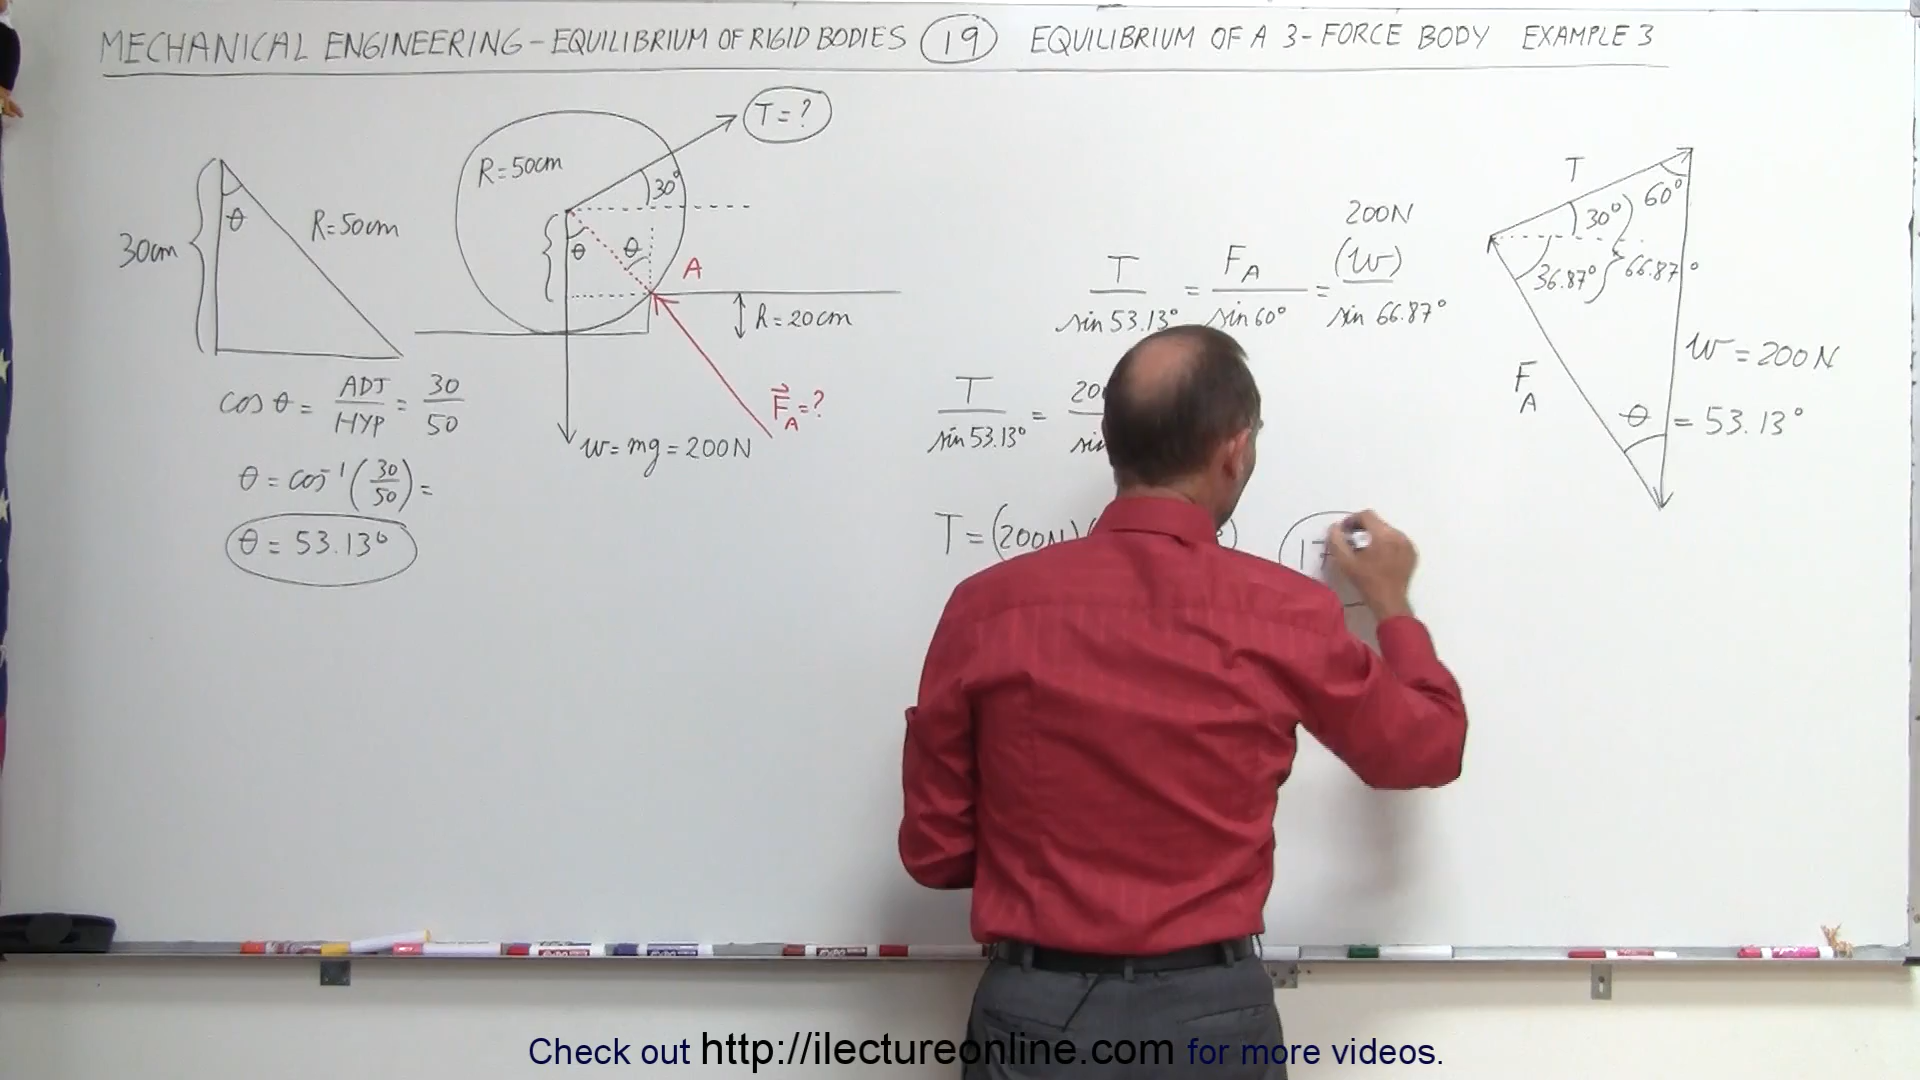 MECHANICAL ENGINEERING - EQUILIBRIUM OF RIGID BODIES 19 EQUILIBRIUM OF A 3-FORCE BODY EXAMPLE 3
30cm
θ
R=50cm
cos θ = ADJ/HYP = 30/50
θ = cos⁻¹(30/50) =
θ = 53.13°
R=50cm
T=?
30°
θ
θ
A
R=20cm
F_A=?
w=mg=200N
T/sin 53.13° = F_A/sin 60° = (W)/sin 66.87°
200N
T/sin 53.13° =
T=(200N)
T
30°
60°
36.87°
66.87°
F_A
W=200N
θ = 53.13°
Check out http://ilectureonline.com for more videos.